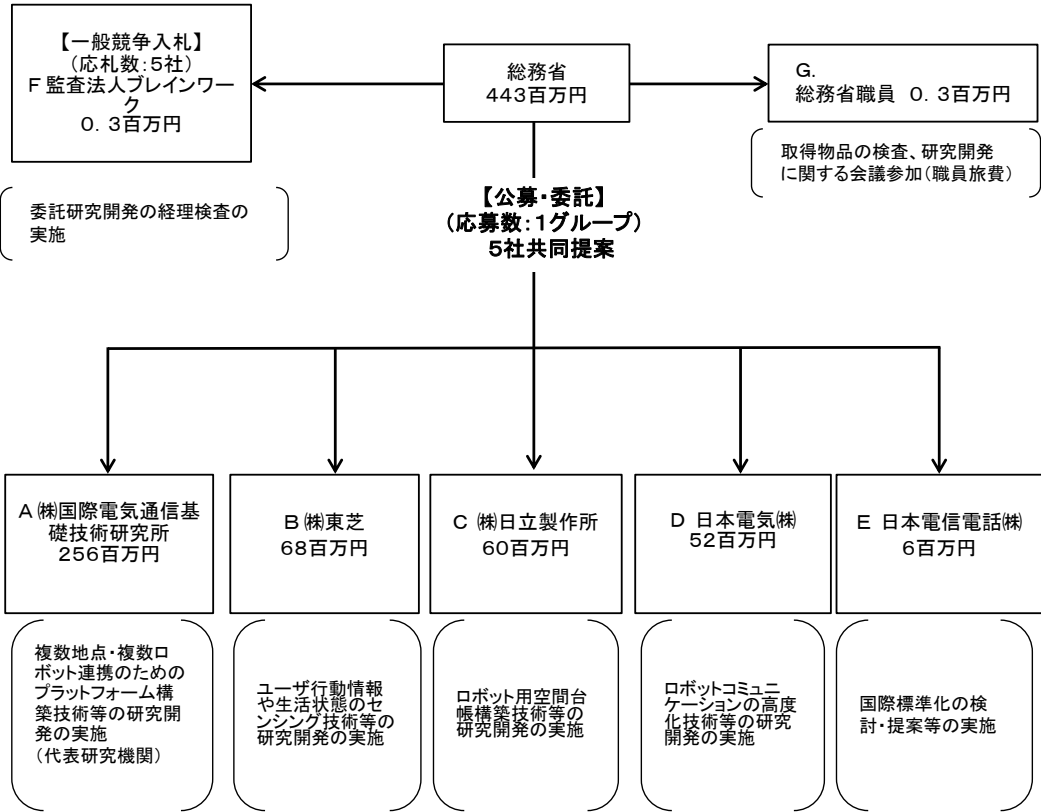 【一般競争入札】
(応札数:5社)
F 監査法人ブレインワー
ク
0.3百万円
総務省
443百万円
G.
総務省職員 0.3百万円
委託研究開発の経理検査の
実施
取得物品の検査、研究開発
に関する会議参加(職員旅費)
【公募・委託】
(応募数:1グループ)
5社共同提案
A ㈱国際電気通信基
礎技術研究所
256百万円
B ㈱東芝
68百万円
C ㈱日立製作所
60百万円
D 日本電気㈱
52百万円
E 日本電信電話㈱
6百万円
複数地点・複数ロ
ボット連携のための
プラットフォーム構
築技術等の研究開
発の実施
(代表研究機関)
ユーザ行動情報
や生活状態のセ
ンシング技術等の
研究開発の実施
ロボット用空間台
帳構築技術等の
研究開発の実施
ロボットコミュニ
ケーションの高度
化技術等の研究
開発の実施
国際標準化の検
討・提案等の実施